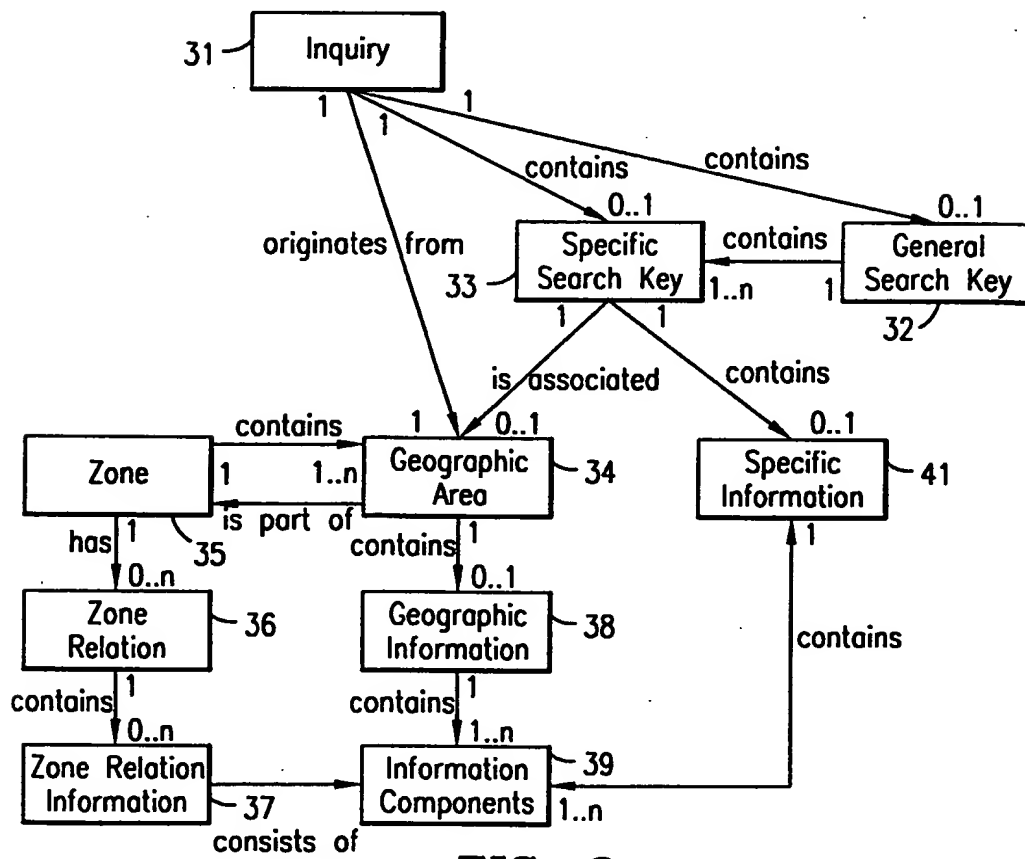 31
Inquiry
1
1
1
contains
contains
originates from
0..1
0..1
Specific
Search Key
33
contains
1..n
1
General
Search Key
32
1
1
is associated
contains
1
0..1
0..1
contains
Zone
1
1..n
Geographic
Area
34
Specific
Information
41
is part of
35
1
has
0..n
1
contains
0..1
1
Zone
Relation
36
Geographic
Information
38
contains
contains
1
0..n
1
contains
1..n
Zone Relation
Information
37
Information
Components
39
1..n
consists of